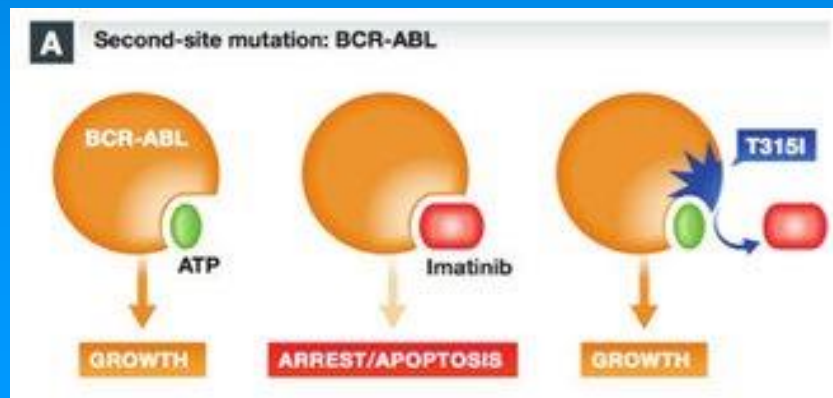 A
Second-site mutation: BCR-ABL
BCR-ABL
T315I
ATP
Imatinib
GROWTH
ARREST/APOPTOSIS
GROWTH